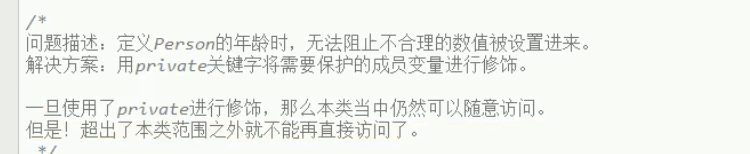 /*
问题描述：定义Person的年龄时，无法阻止不合理的数值被设置进来。
解决方案：用private关键字将需要保护的成员变量进行修饰。
一旦使用了private进行修饰，那么本类当中仍然可以随意访问。
但是！超出了本类范围之外就不能再直接访问了。
*/